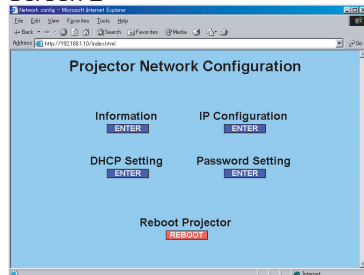 Network config - Microsoft Internet Explorer
File Edit View Favorites Tools Help
Back Search Favorites Media
Address http://192.168.1.10/index.html Go
Projector Network Configuration
Information IP Configuration
ENTER ENTER
DHCP Setting Password Setting
ENTER ENTER
Reboot Projector
REBOOT
Internet